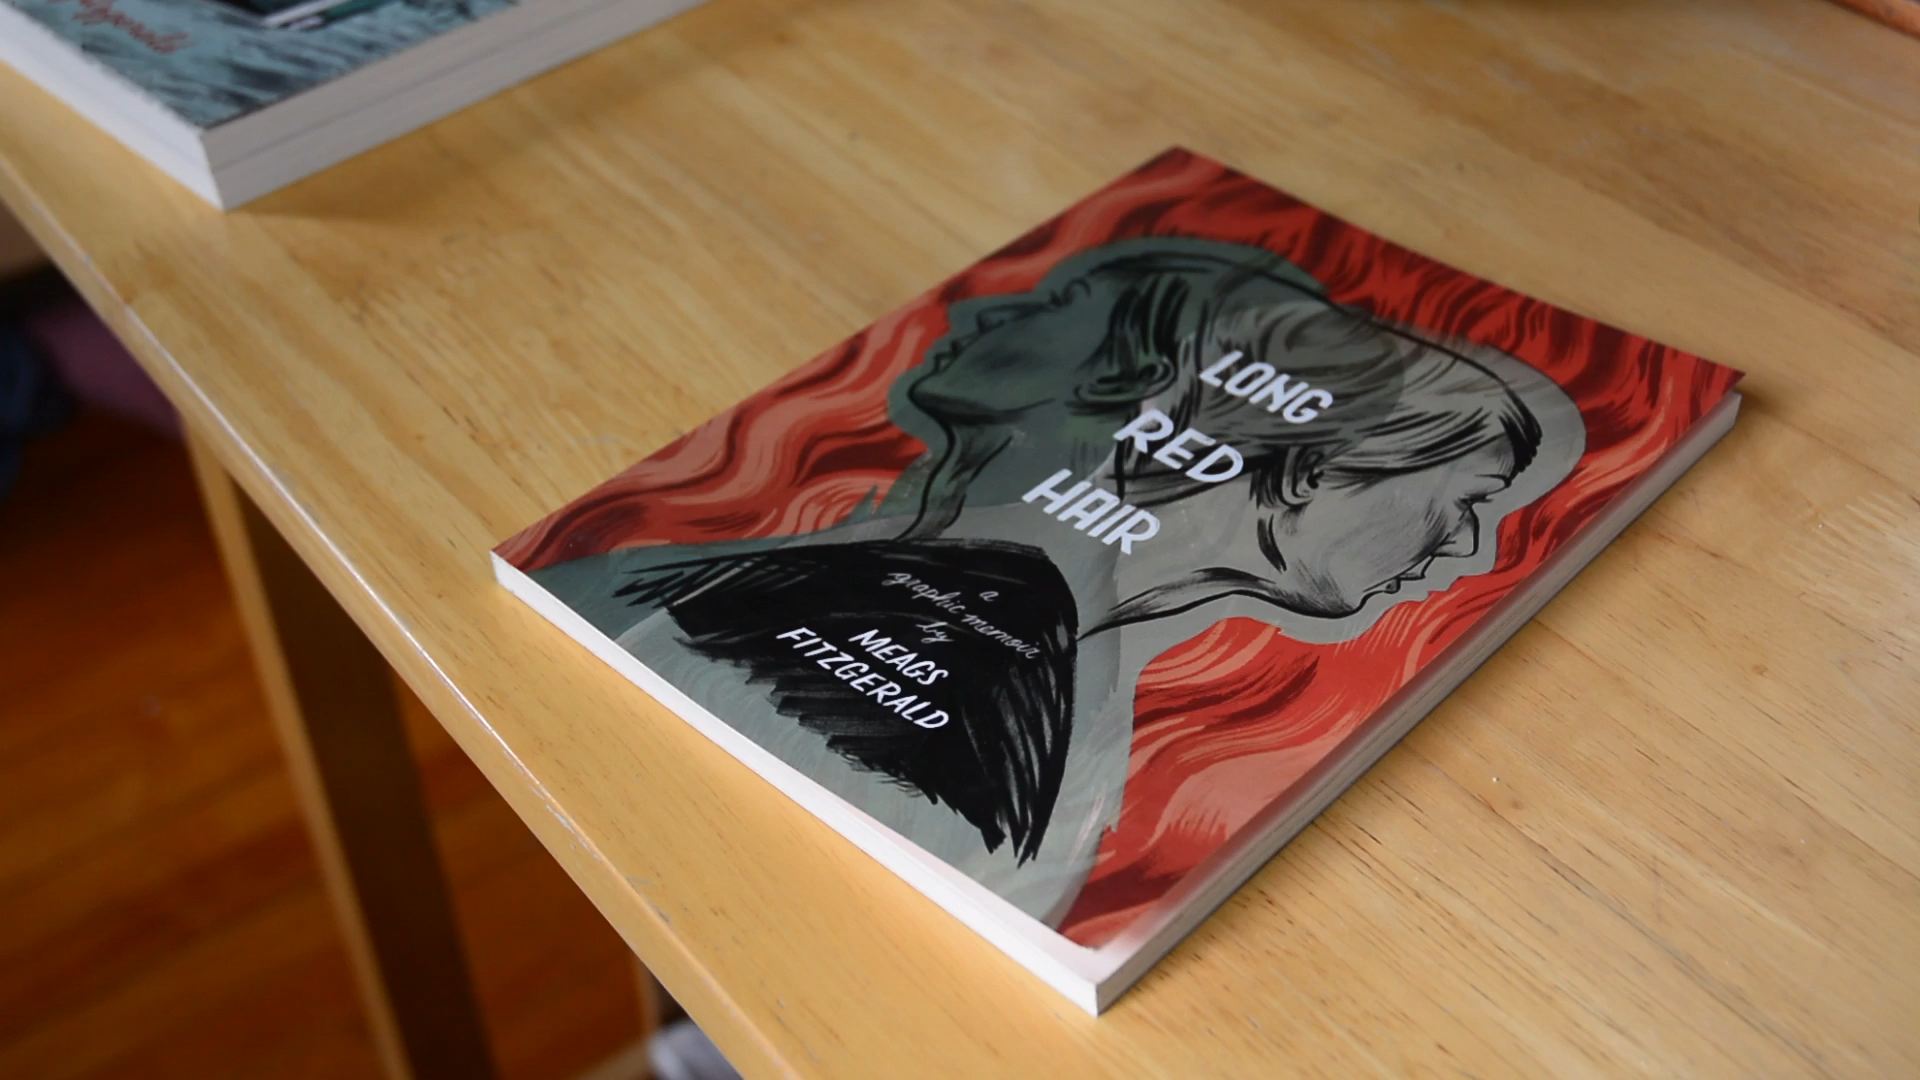 LONG
RED
HAIR
a
graphic memoir
by
MEAGS
FITZGERALD